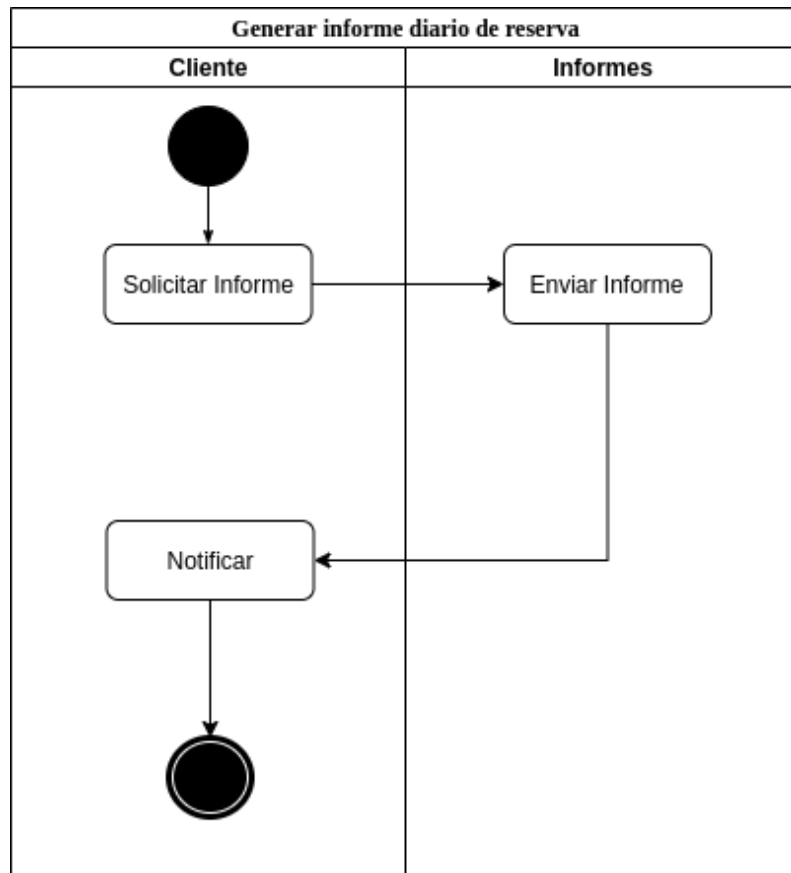 Generar informe diario de reserva
Cliente
Informes
Solicitar Informe
Enviar Informe
Notificar